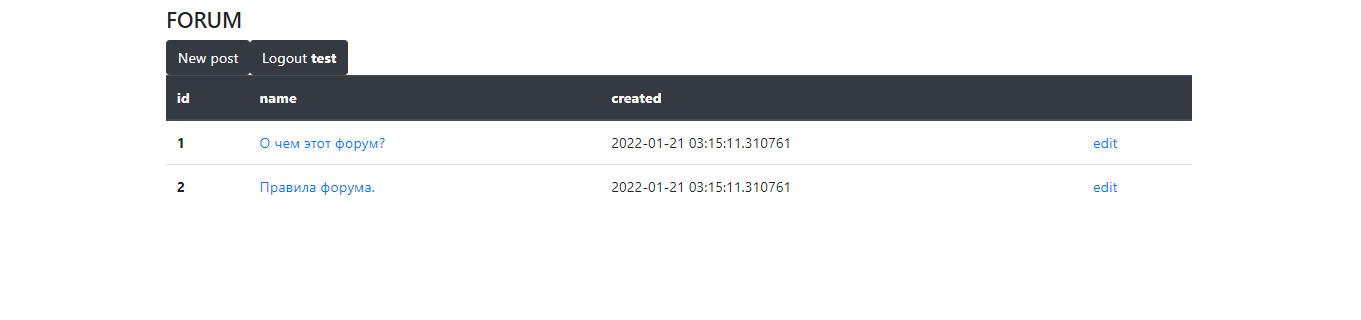 FORUM
New post Logout test
id name created
1 О чем этот форум? 2022-01-21 03:15:11.310761 edit
2 Правила форума. 2022-01-21 03:15:11.310761 edit